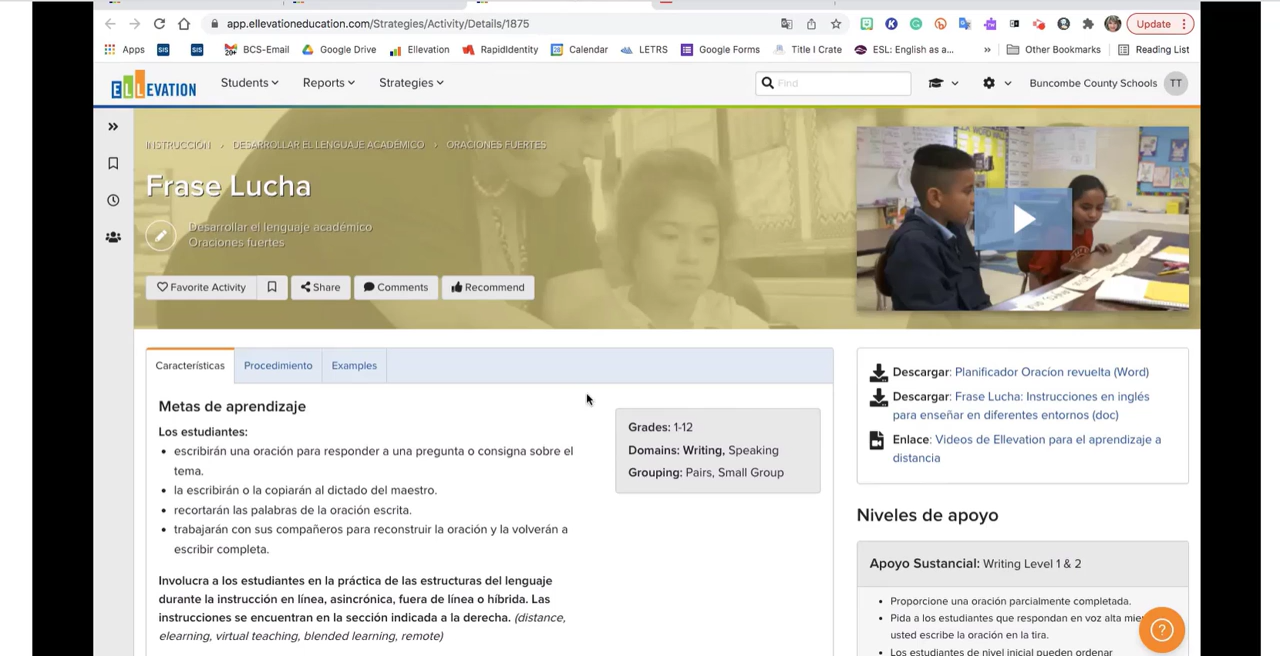 app.ellevationeducation.com/Strategies/Activity/Details/1875
Update
Apps SIS SIS BCS-Email Google Drive Ellevation RapidIdentity Calendar LETRS Google Forms Title I Crate ESL: English as a... » Other Bookmarks Reading List
ELLEVATION Students Reports Strategies Find Buncombe County Schools TT
INSTRUCCIÓN › DESARROLLAR EL LENGUAJE ACADÉMICO › ORACIONES FUERTES
Frase Lucha
Desarrollar el lenguaje académico
Oraciones fuertes
Favorite Activity Share Comments Recommend
Características Procedimiento Examples
Metas de aprendizaje
Los estudiantes:
• escribirán una oración para responder a una pregunta o consigna sobre el
tema.
• la escribirán o la copiarán al dictado del maestro.
• recortarán las palabras de la oración escrita.
• trabajarán con sus compañeros para reconstruir la oración y la volverán a
escribir completa.
Involucra a los estudiantes en la práctica de las estructuras del lenguaje
durante la instrucción en línea, asincrónica, fuera de línea o híbrida. Las
instrucciones se encuentran en la sección indicada a la derecha. (distance,
elearning, virtual teaching, blended learning, remote)
Grades: 1-12
Domains: Writing, Speaking
Grouping: Pairs, Small Group
Descargar: Planificador Oracíon revuelta (Word)
Descargar: Frase Lucha: Instrucciones en inglés
para enseñar en diferentes entornos (doc)
Enlace: Videos de Ellevation para el aprendizaje a
distancia
Niveles de apoyo
Apoyo Sustancial: Writing Level 1 & 2
• Proporcione una oración parcialmente completada.
• Pida a los estudiantes que respondan en voz alta mie
usted escribe la oración en la tira.
• Los estudiantes de nivel inicial pueden ordenar